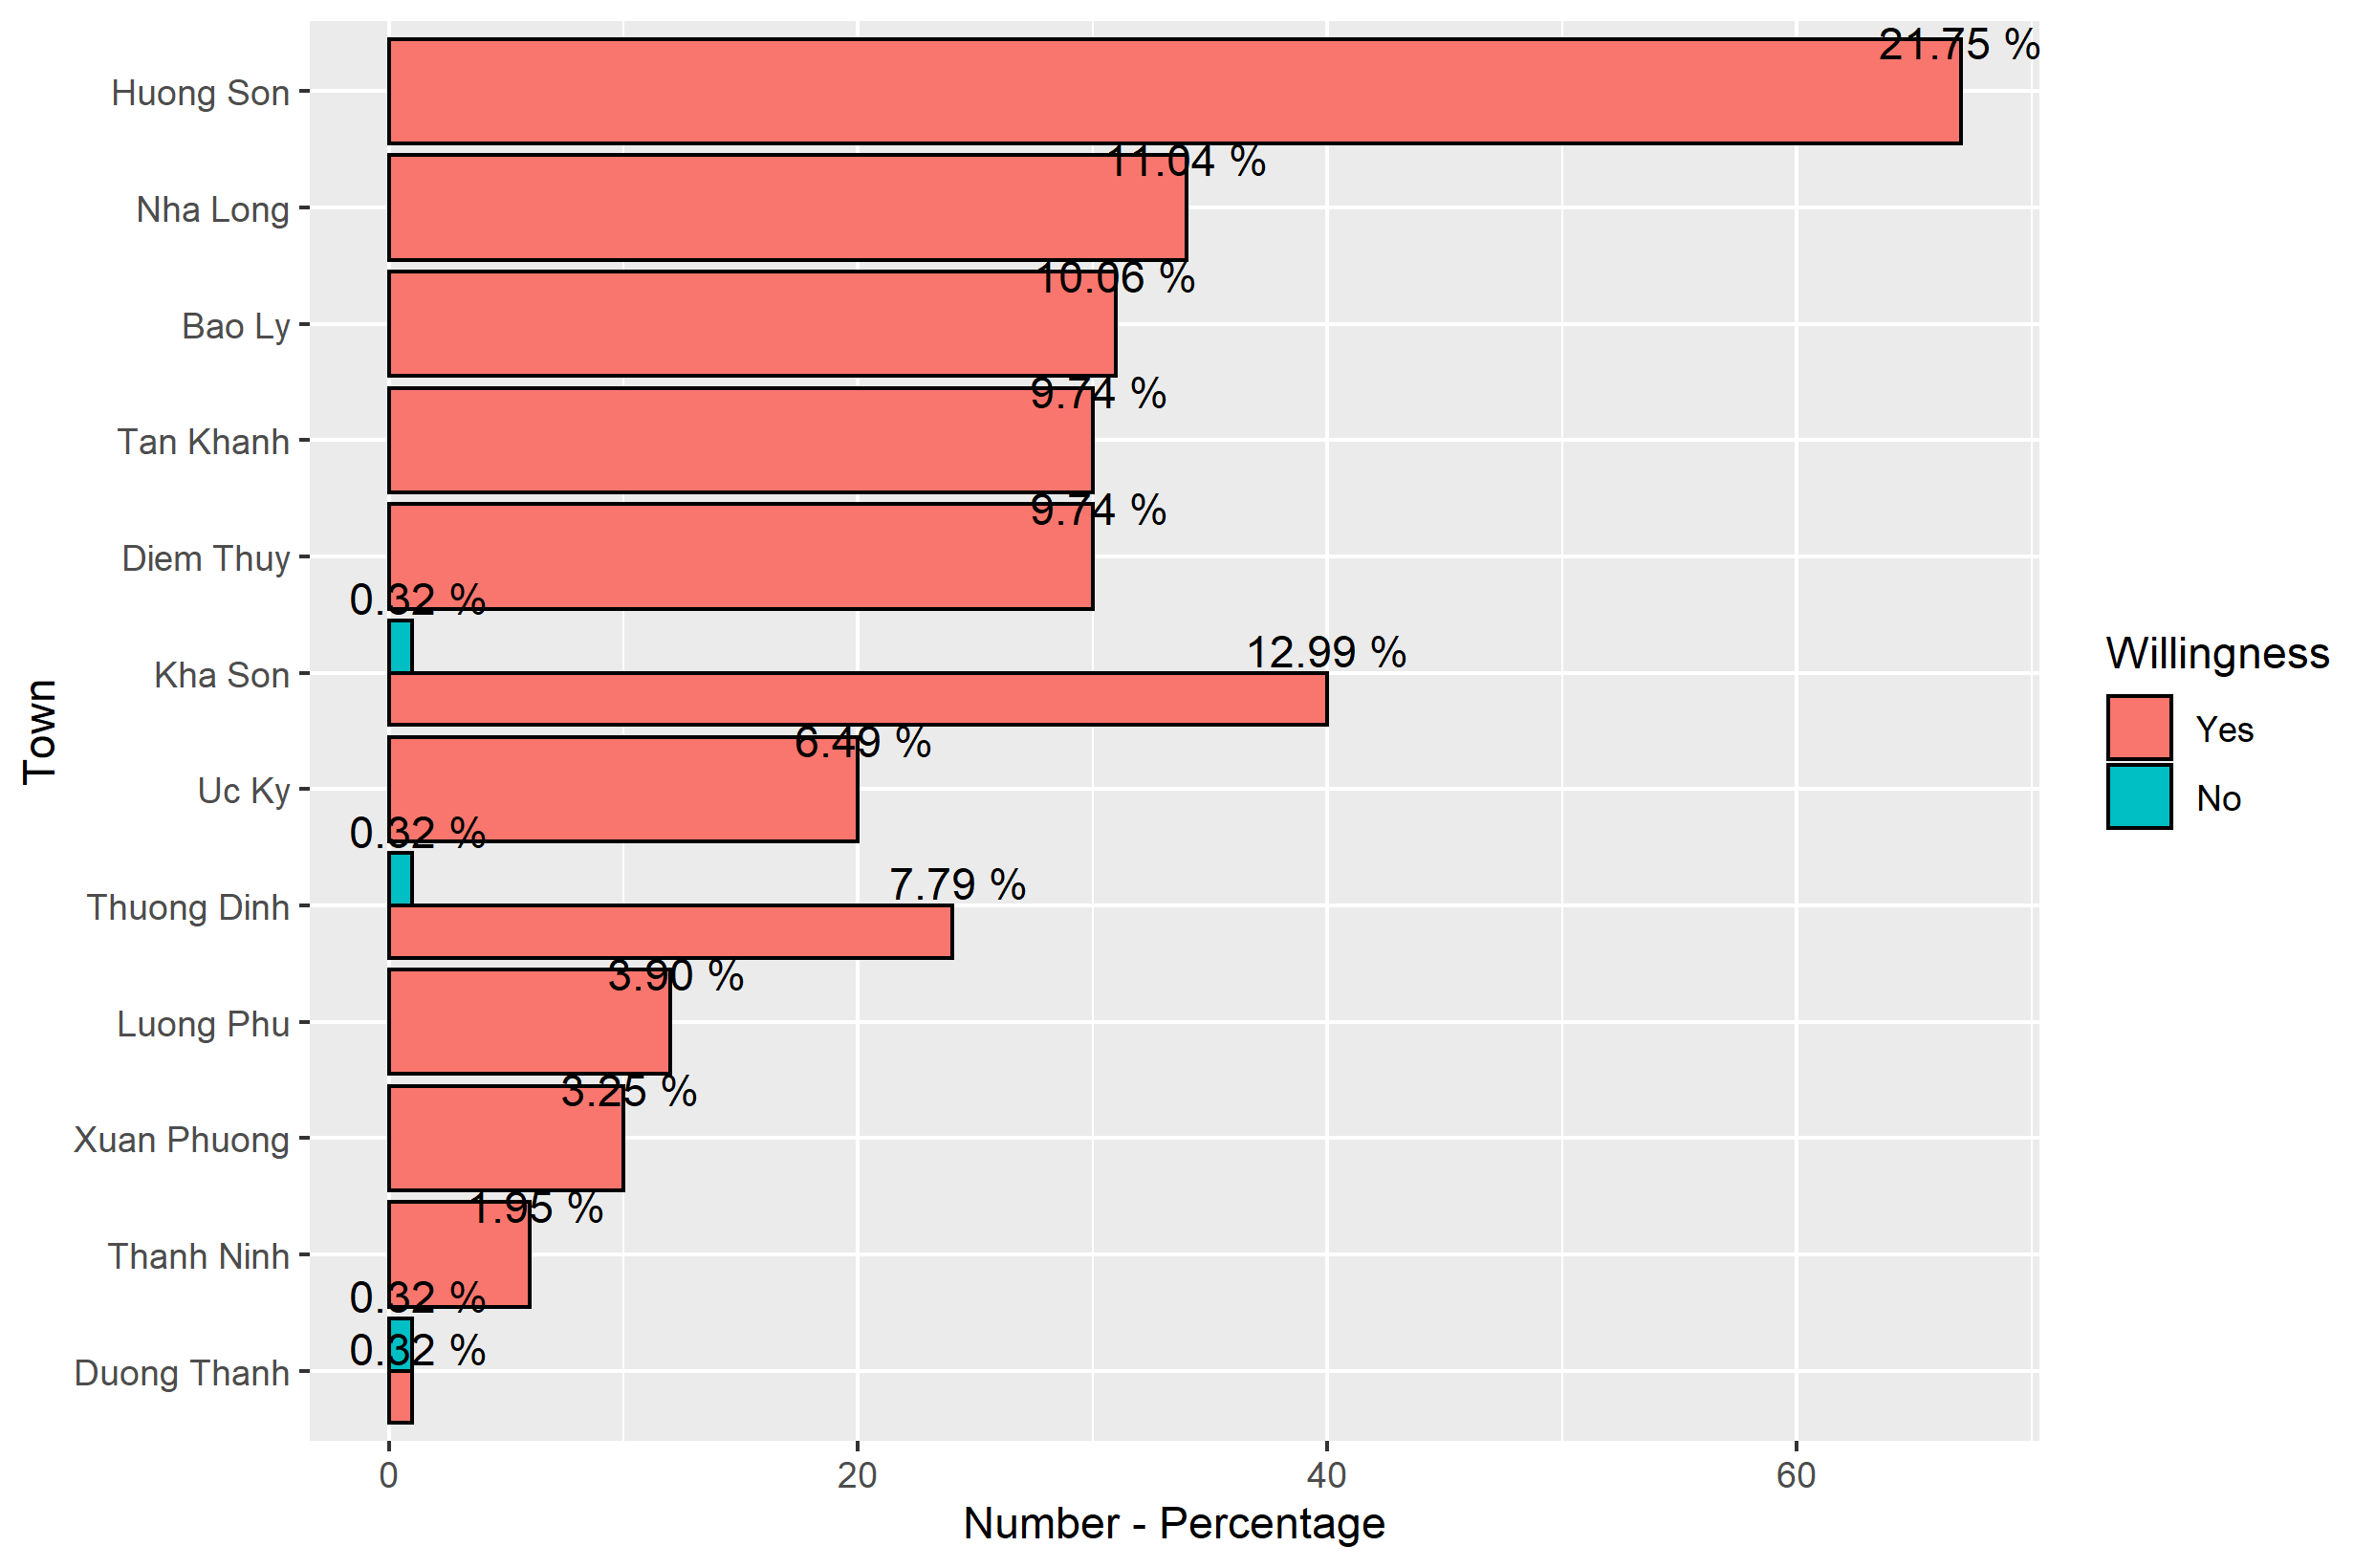 21.75 %
Huong Son
11.04 %
Nha Long
10.06 %
Bao Ly
9.74 %
Tan Khanh
9.74 %
Diem Thuy
0.32 %
12.99 %
Kha Son
6.49 %
Uc Ky
0.32 %
7.79 %
Thuong Dinh
3.90 %
Luong Phu
3.25 %
Xuan Phuong
1.95 %
Thanh Ninh
0.32 %
0.32 %
Duong Thanh
Town
0 20 40 60
Number - Percentage
Willingness
Yes
No